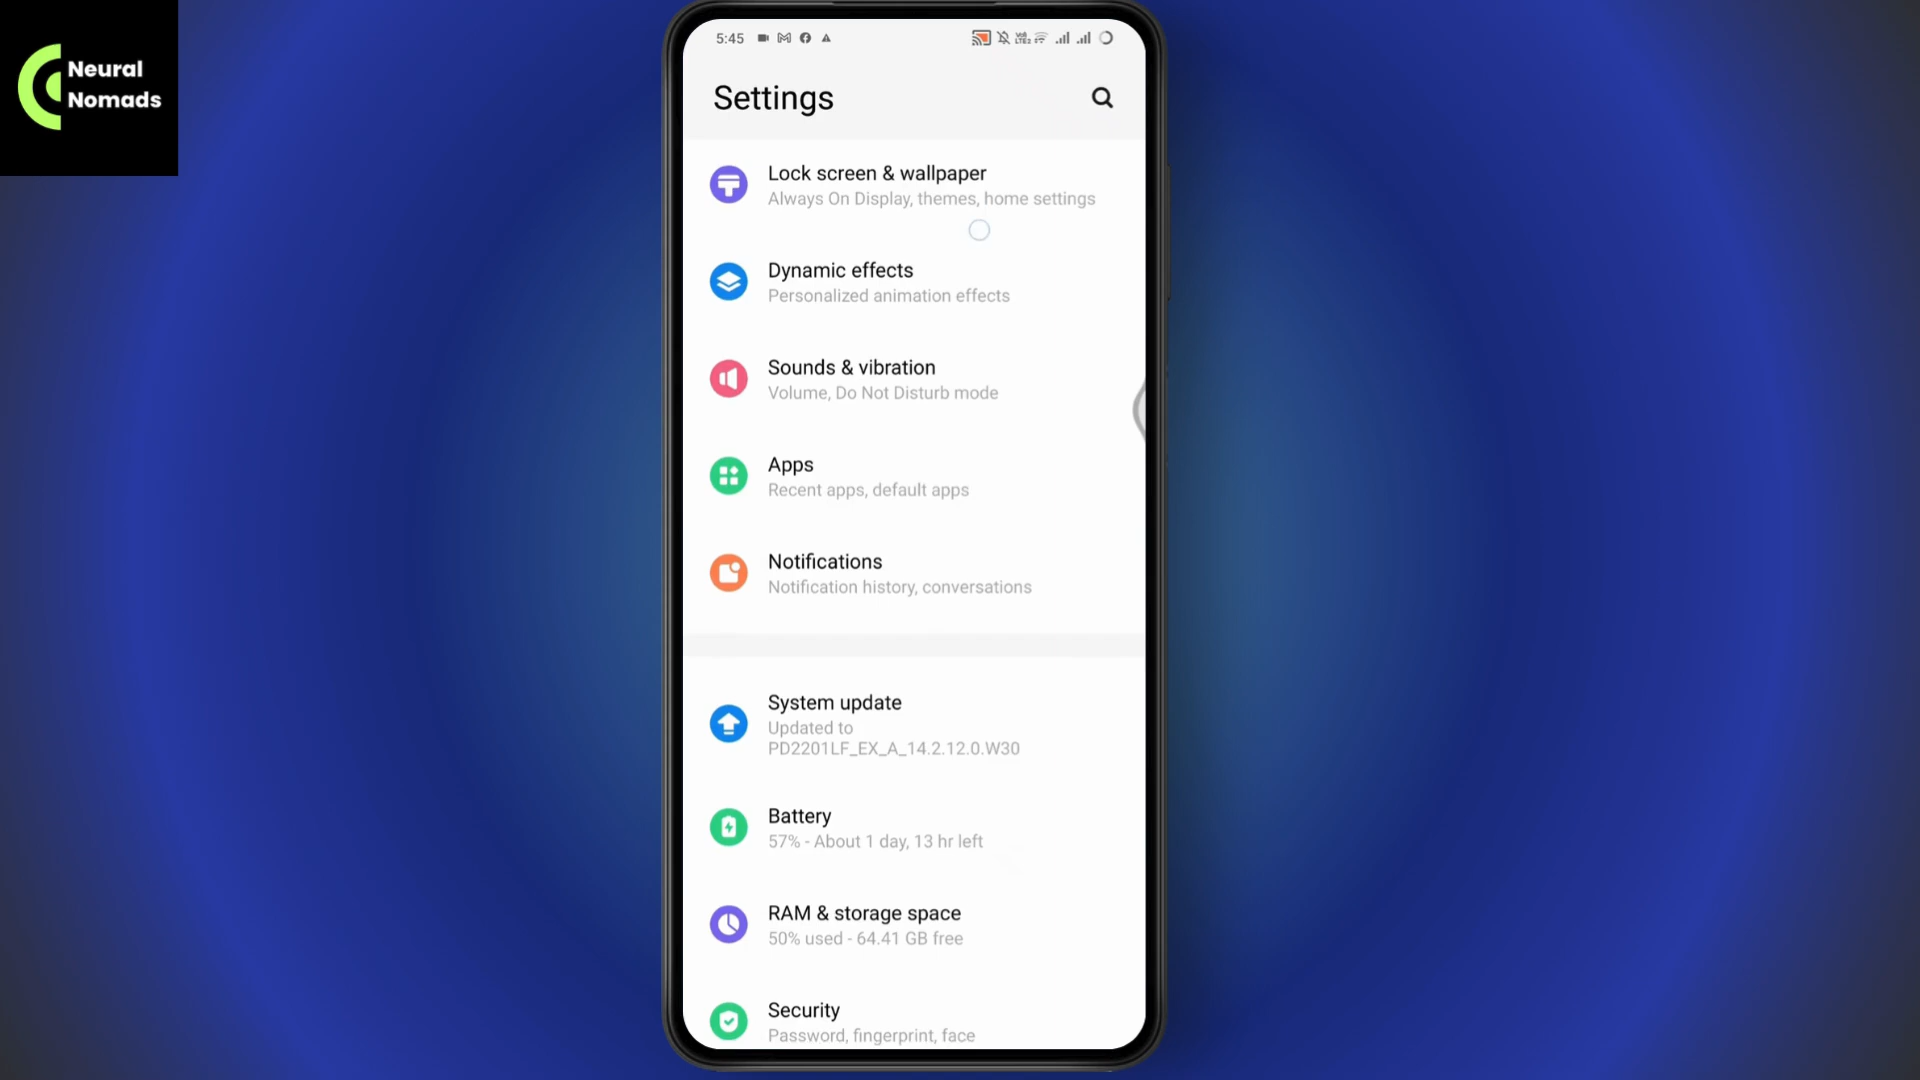 Neural
Nomads
5:45
Settings
Lock screen & wallpaper
Always On Display, themes, home settings
Dynamic effects
Personalized animation effects
Sounds & vibration
Volume, Do Not Disturb mode
Apps
Recent apps, default apps
Notifications
Notification history, conversations
System update
Updated to
PD2201LF_EX_A_14.2.12.0.W30
Battery
57% - About 1 day, 13 hr left
RAM & storage space
50% used - 64.41 GB free
Security
Password, fingerprint, face